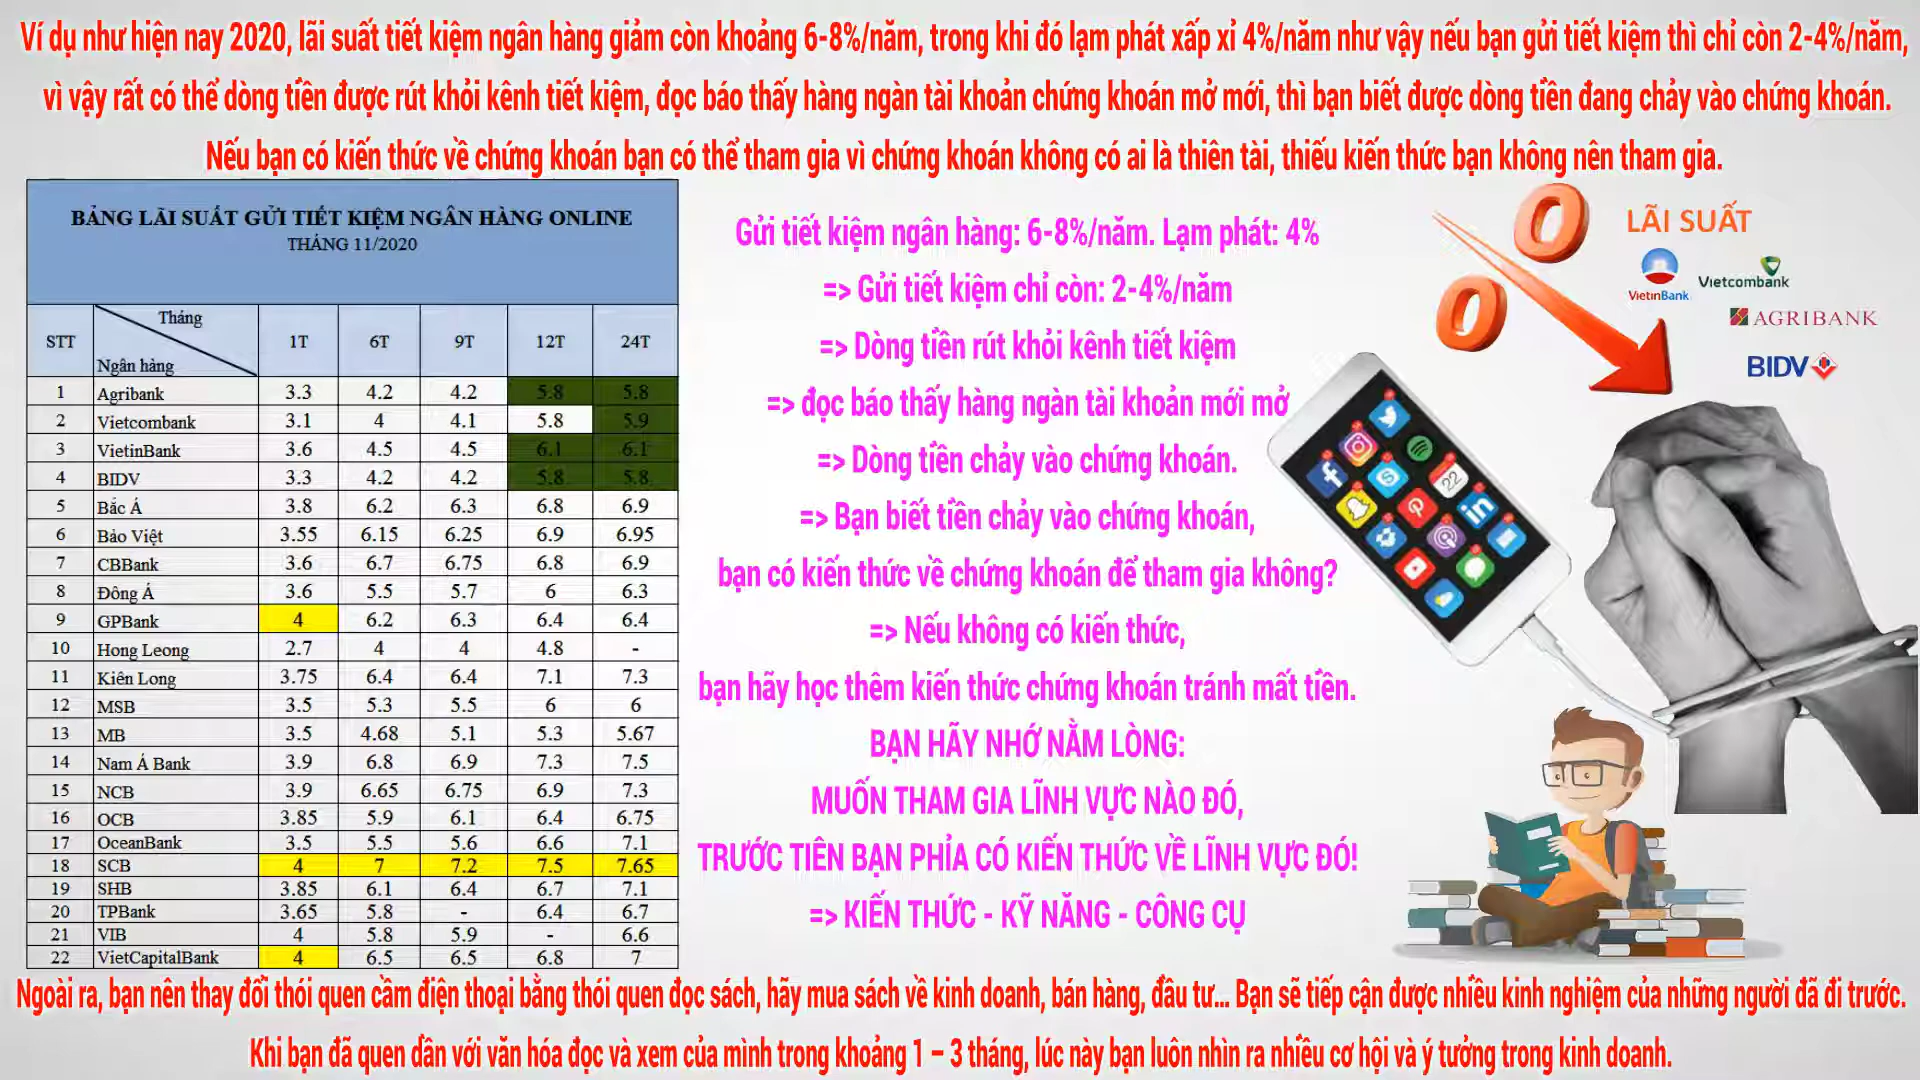 Ví dụ như hiện nay 2020, lãi suất tiết kiệm ngân hàng giảm còn khoảng 6-8%/năm, trong khi đó lạm phát xấp xỉ 4%/năm như vậy nếu bạn gửi tiết kiệm thì chỉ còn 2-4%/năm,
vì vậy rất có thể dòng tiền được rút khỏi kênh tiết kiệm, đọc báo thấy hàng ngàn tài khoản chứng khoán mở mới, thì bạn biết được dòng tiền đang chảy vào chứng khoán.
Nếu bạn có kiến thức về chứng khoán bạn có thể tham gia vì chứng khoán không có ai là thiên tài, thiếu kiến thức bạn không nên tham gia.
BẢNG LÃI SUẤT GỬI TIẾT KIỆM NGÂN HÀNG ONLINE
THÁNG 11/2020
STT Tháng Ngân hàng 1T 6T 9T 12T 24T
1 Agribank 3.3 4.2 4.2 5.8 5.8
2 Vietcombank 3.1 4 4.1 5.8 5.9
3 VietinBank 3.6 4.5 4.5 6.1 6.1
4 BIDV 3.3 4.2 4.2 5.8 5.8
5 Bắc Á 3.8 6.2 6.3 6.8 6.9
6 Bảo Việt 3.55 6.15 6.25 6.9 6.95
7 CBBank 3.6 6.7 6.75 6.8 6.9
8 Đông Á 3.6 5.5 5.7 6 6.3
9 GPBank 4 6.2 6.3 6.4 6.4
10 Hong Leong 2.7 4 4 4.8 -
11 Kiên Long 3.75 6.4 6.4 7.1 7.3
12 MSB 3.5 5.3 5.5 6 6
13 MB 3.5 4.68 5.1 5.3 5.67
14 Nam Á Bank 3.9 6.8 6.9 7.3 7.5
15 NCB 3.9 6.65 6.75 6.9 7.3
16 OCB 3.85 5.9 6.1 6.4 6.75
17 OceanBank 3.5 5.5 5.6 6.6 7.1
18 SCB 4 7 7.2 7.5 7.65
19 SHB 3.85 6.1 6.4 6.7 7.1
20 TPBank 3.65 5.8 - 6.4 6.7
21 VIB 4 5.8 5.9 - 6.6
22 VietCapitalBank 4 6.5 6.5 6.8 7
Gửi tiết kiệm ngân hàng: 6-8%/năm. Lạm phát: 4%
=> Gửi tiết kiệm chỉ còn: 2-4%/năm
=> Dòng tiền rút khỏi kênh tiết kiệm
=> đọc báo thấy hàng ngàn tài khoản mới mở
=> Dòng tiền chảy vào chứng khoán.
=> Bạn biết tiền chảy vào chứng khoán,
bạn có kiến thức về chứng khoán để tham gia không?
=> Nếu không có kiến thức,
bạn hãy học thêm kiến thức chứng khoán tránh mất tiền.
BẠN HÃY NHỚ NẰM LÒNG:
MUỐN THAM GIA LĨNH VỰC NÀO ĐÓ,
TRƯỚC TIÊN BẠN PHỈA CÓ KIẾN THỨC VỀ LĨNH VỰC ĐÓ!
=> KIẾN THỨC - KỸ NĂNG - CÔNG CỤ
LÃI SUẤT
VietinBank
Vietcombank
AGRIBANK
BIDV
22
Ngoài ra, bạn nên thay đổi thói quen cầm điện thoại bằng thói quen đọc sách, hãy mua sách về kinh doanh, bán hàng, đầu tư... Bạn sẽ tiếp cận được nhiều kinh nghiệm của những người đã đi trước.
Khi bạn đã quen dần với văn hóa đọc và xem của mình trong khoảng 1 – 3 tháng, lúc này bạn luôn nhìn ra nhiều cơ hội và ý tưởng trong kinh doanh.